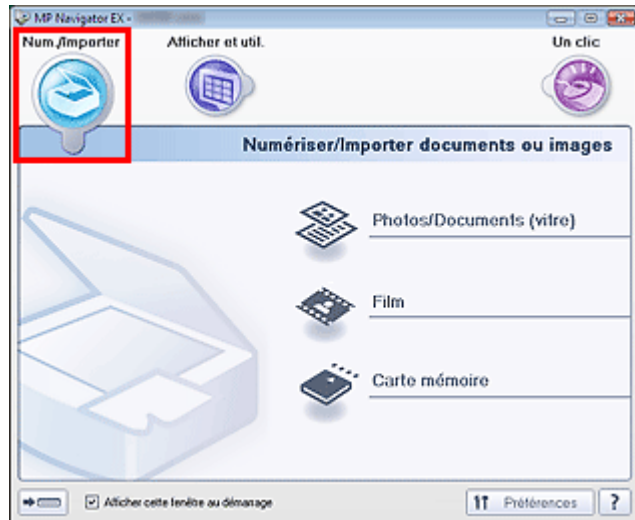 MP Navigator EX -
Num./Importer
Afficher et util.
Un clic
Numériser/Importer documents ou images
Photos/Documents (vitre)
Film
Carte mémoire
Afficher cette fenêtre au démarrage
Préférences
?